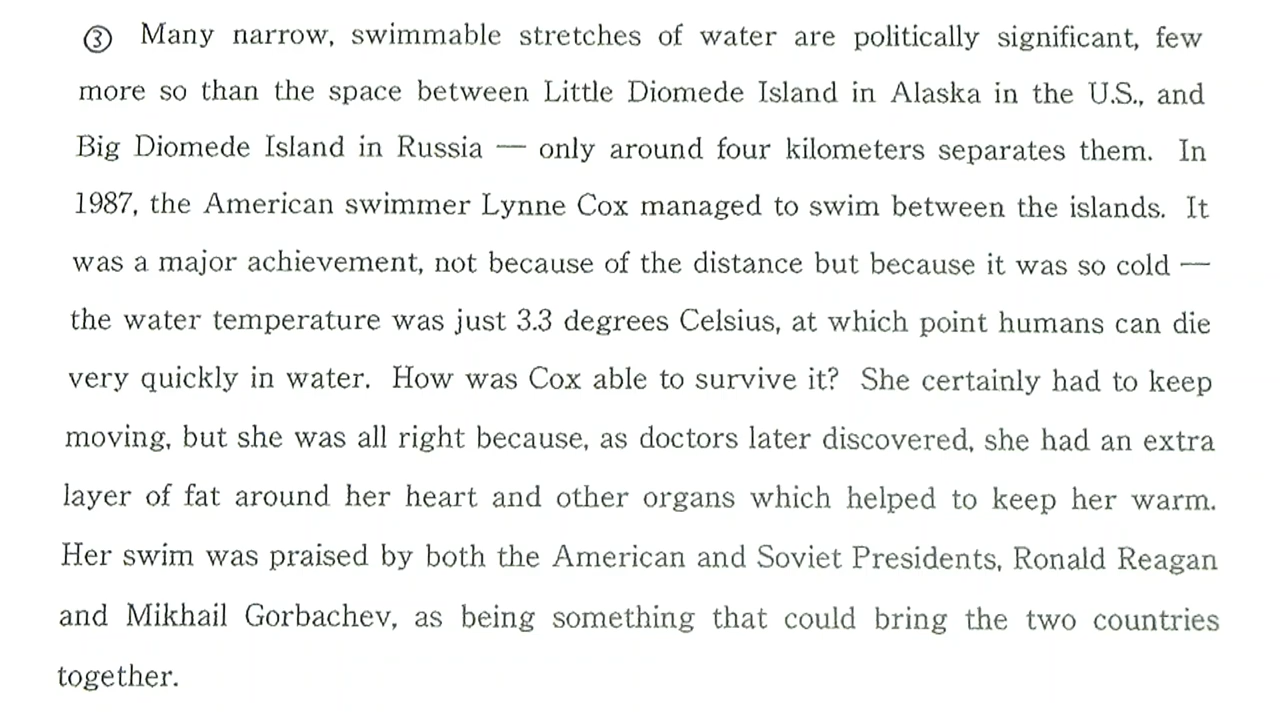 ③ Many narrow, swimmable stretches of water are politically significant, few
more so than the space between Little Diomede Island in Alaska in the U.S., and
Big Diomede Island in Russia — only around four kilometers separates them. In
1987, the American swimmer Lynne Cox managed to swim between the islands. It
was a major achievement, not because of the distance but because it was so cold —
the water temperature was just 3.3 degrees Celsius, at which point humans can die
very quickly in water. How was Cox able to survive it? She certainly had to keep
moving, but she was all right because, as doctors later discovered, she had an extra
layer of fat around her heart and other organs which helped to keep her warm.
Her swim was praised by both the American and Soviet Presidents, Ronald Reagan
and Mikhail Gorbachev, as being something that could bring the two countries
together.